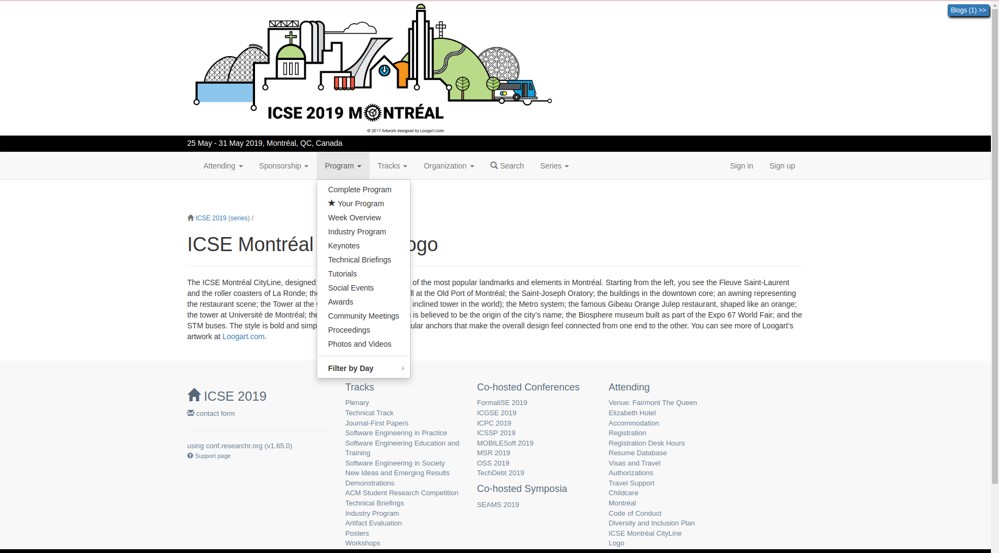 Blogs (1) >>
ICSE 2019 MONTRÉAL
© 2017 Artwork designed by Loogart.com
25 May - 31 May 2019, Montréal, QC, Canada
Attending Sponsorship Program Tracks Organization Search Series Sign in Sign up
Complete Program
Your Program
Week Overview
Industry Program
Keynotes
Technical Briefings
Tutorials
Social Events
Awards
Community Meetings
Proceedings
Photos and Videos
Filter by Day
ICSE 2019 (series) /
ICSE Montréal ogo
The ICSE Montréal CityLine, designed of the most popular landmarks and elements in Montréal. Starting from the left, you see the Fleuve Saint-Laurent
and the roller coasters of La Ronde; the ll at the Old Port of Montréal; the Saint-Joseph Oratory; the buildings in the downtown core; an awning representing
the restaurant scene; the Tower at the inclined tower in the world); the Metro system; the famous Gibeau Orange Julep restaurant, shaped like an orange;
the tower at Université de Montréal; the is believed to be the origin of the city’s name; the Biosphere museum built as part of the Expo 67 World Fair; and the
STM buses. The style is bold and simp cular anchors that make the overall design feel connected from one end to the other. You can see more of Loogart’s
artwork at Loogart.com.
ICSE 2019
contact form
using conf.researchr.org (v1.65.0)
Support page
Tracks
Plenary
Technical Track
Journal-First Papers
Software Engineering in Practice
Software Engineering Education and
Training
Software Engineering in Society
New Ideas and Emerging Results
Demonstrations
ACM Student Research Competition
Technical Briefings
Industry Program
Artifact Evaluation
Posters
Workshops
Co-hosted Conferences
FormaliSE 2019
ICGSE 2019
ICPC 2019
ICSSP 2019
MOBILESoft 2019
MSR 2019
OSS 2019
TechDebt 2019
Co-hosted Symposia
SEAMS 2019
Attending
Venue: Fairmont The Queen
Elizabeth Hotel
Accommodation
Registration
Registration Desk Hours
Resume Database
Visas and Travel
Authorizations
Travel Support
Childcare
Montréal
Code of Conduct
Diversity and Inclusion Plan
ICSE Montréal CityLine
Logo